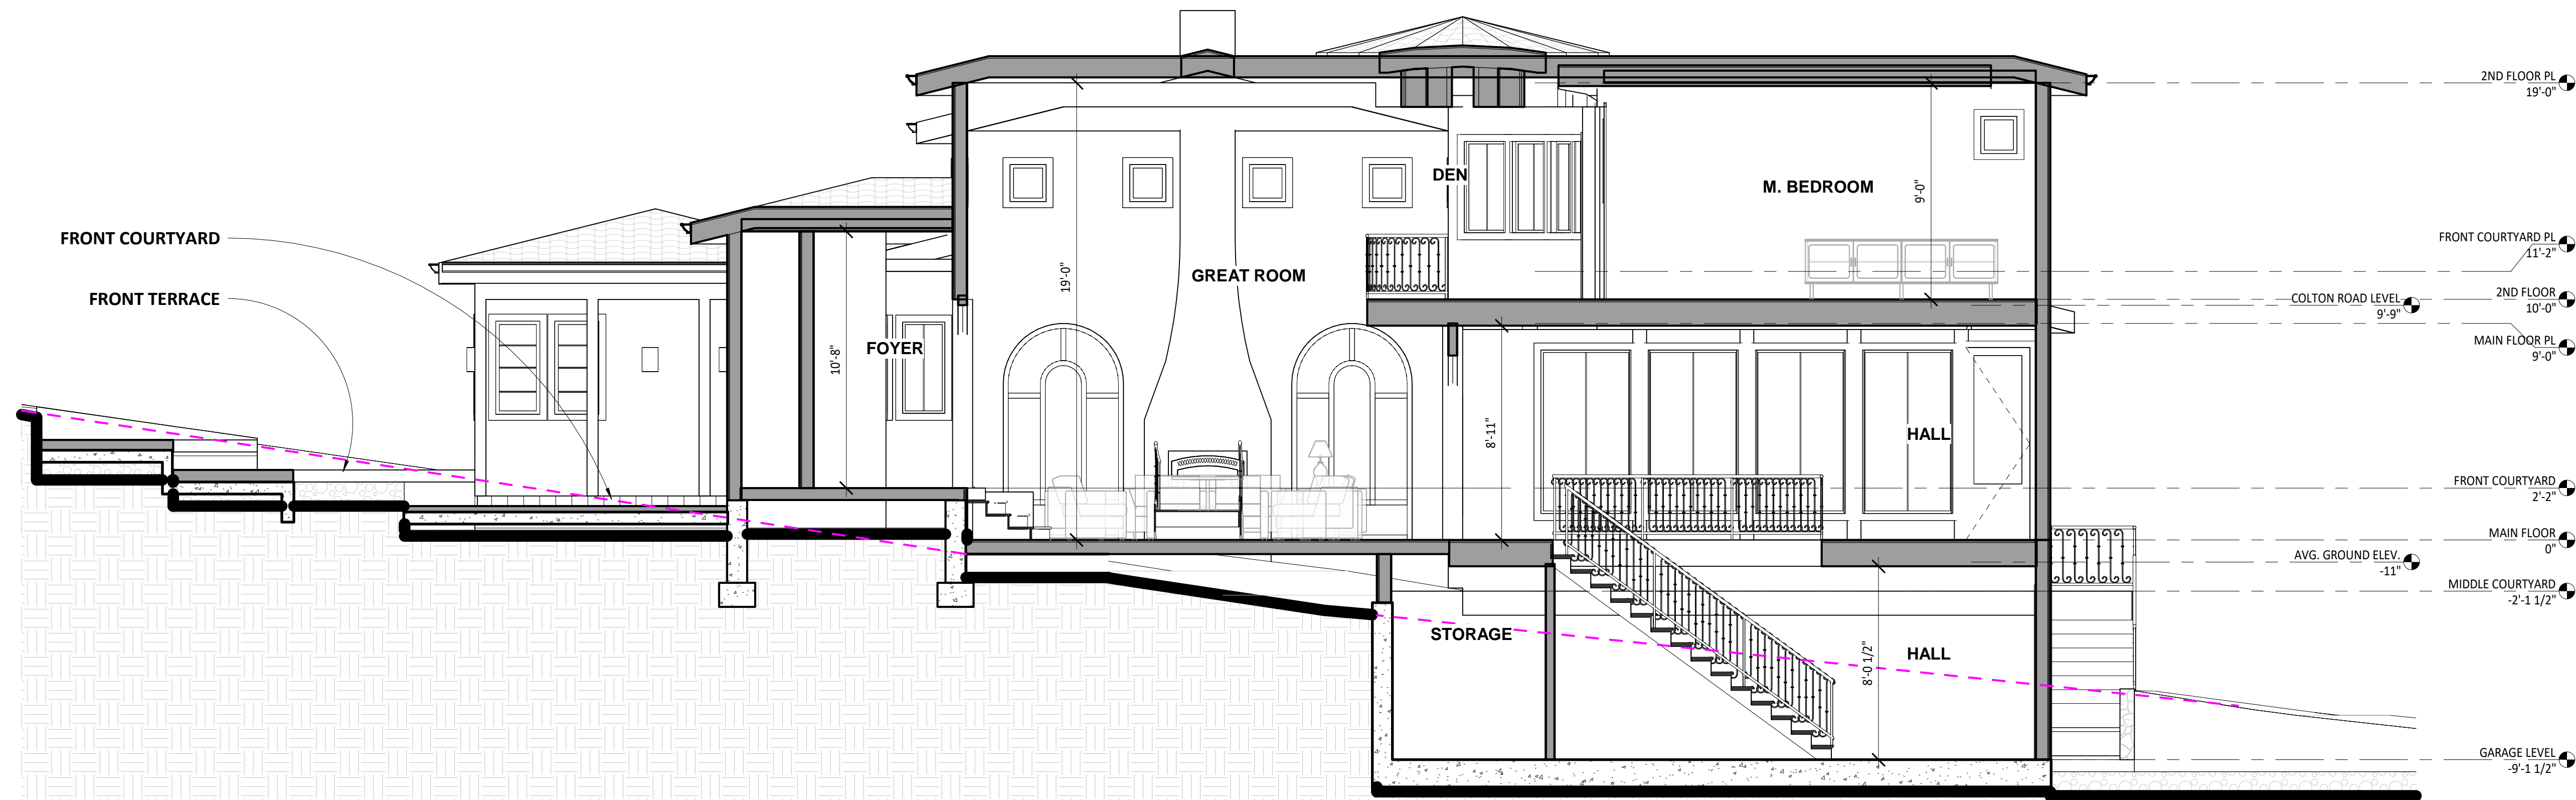 2ND FLOOR PL
19'-0"
DEN
M. BEDROOM
9'-0"
FRONT COURTYARD
FRONT COURTYARD PL
11'-2"
GREAT ROOM
19'-0"
FRONT TERRACE
2ND FLOOR
10'-0"
COLTON ROAD LEVEL
9'-9"
FOYER
10'-8"
MAIN FLOOR PL
9'-0"
8'-11"
HALL
FRONT COURTYARD
2'-2"
MAIN FLOOR
0"
AVG. GROUND ELEV.
-11"
MIDDLE COURTYARD
-2'-1 1/2"
STORAGE
HALL
8'-0 1/2"
GARAGE LEVEL
-9'-1 1/2"